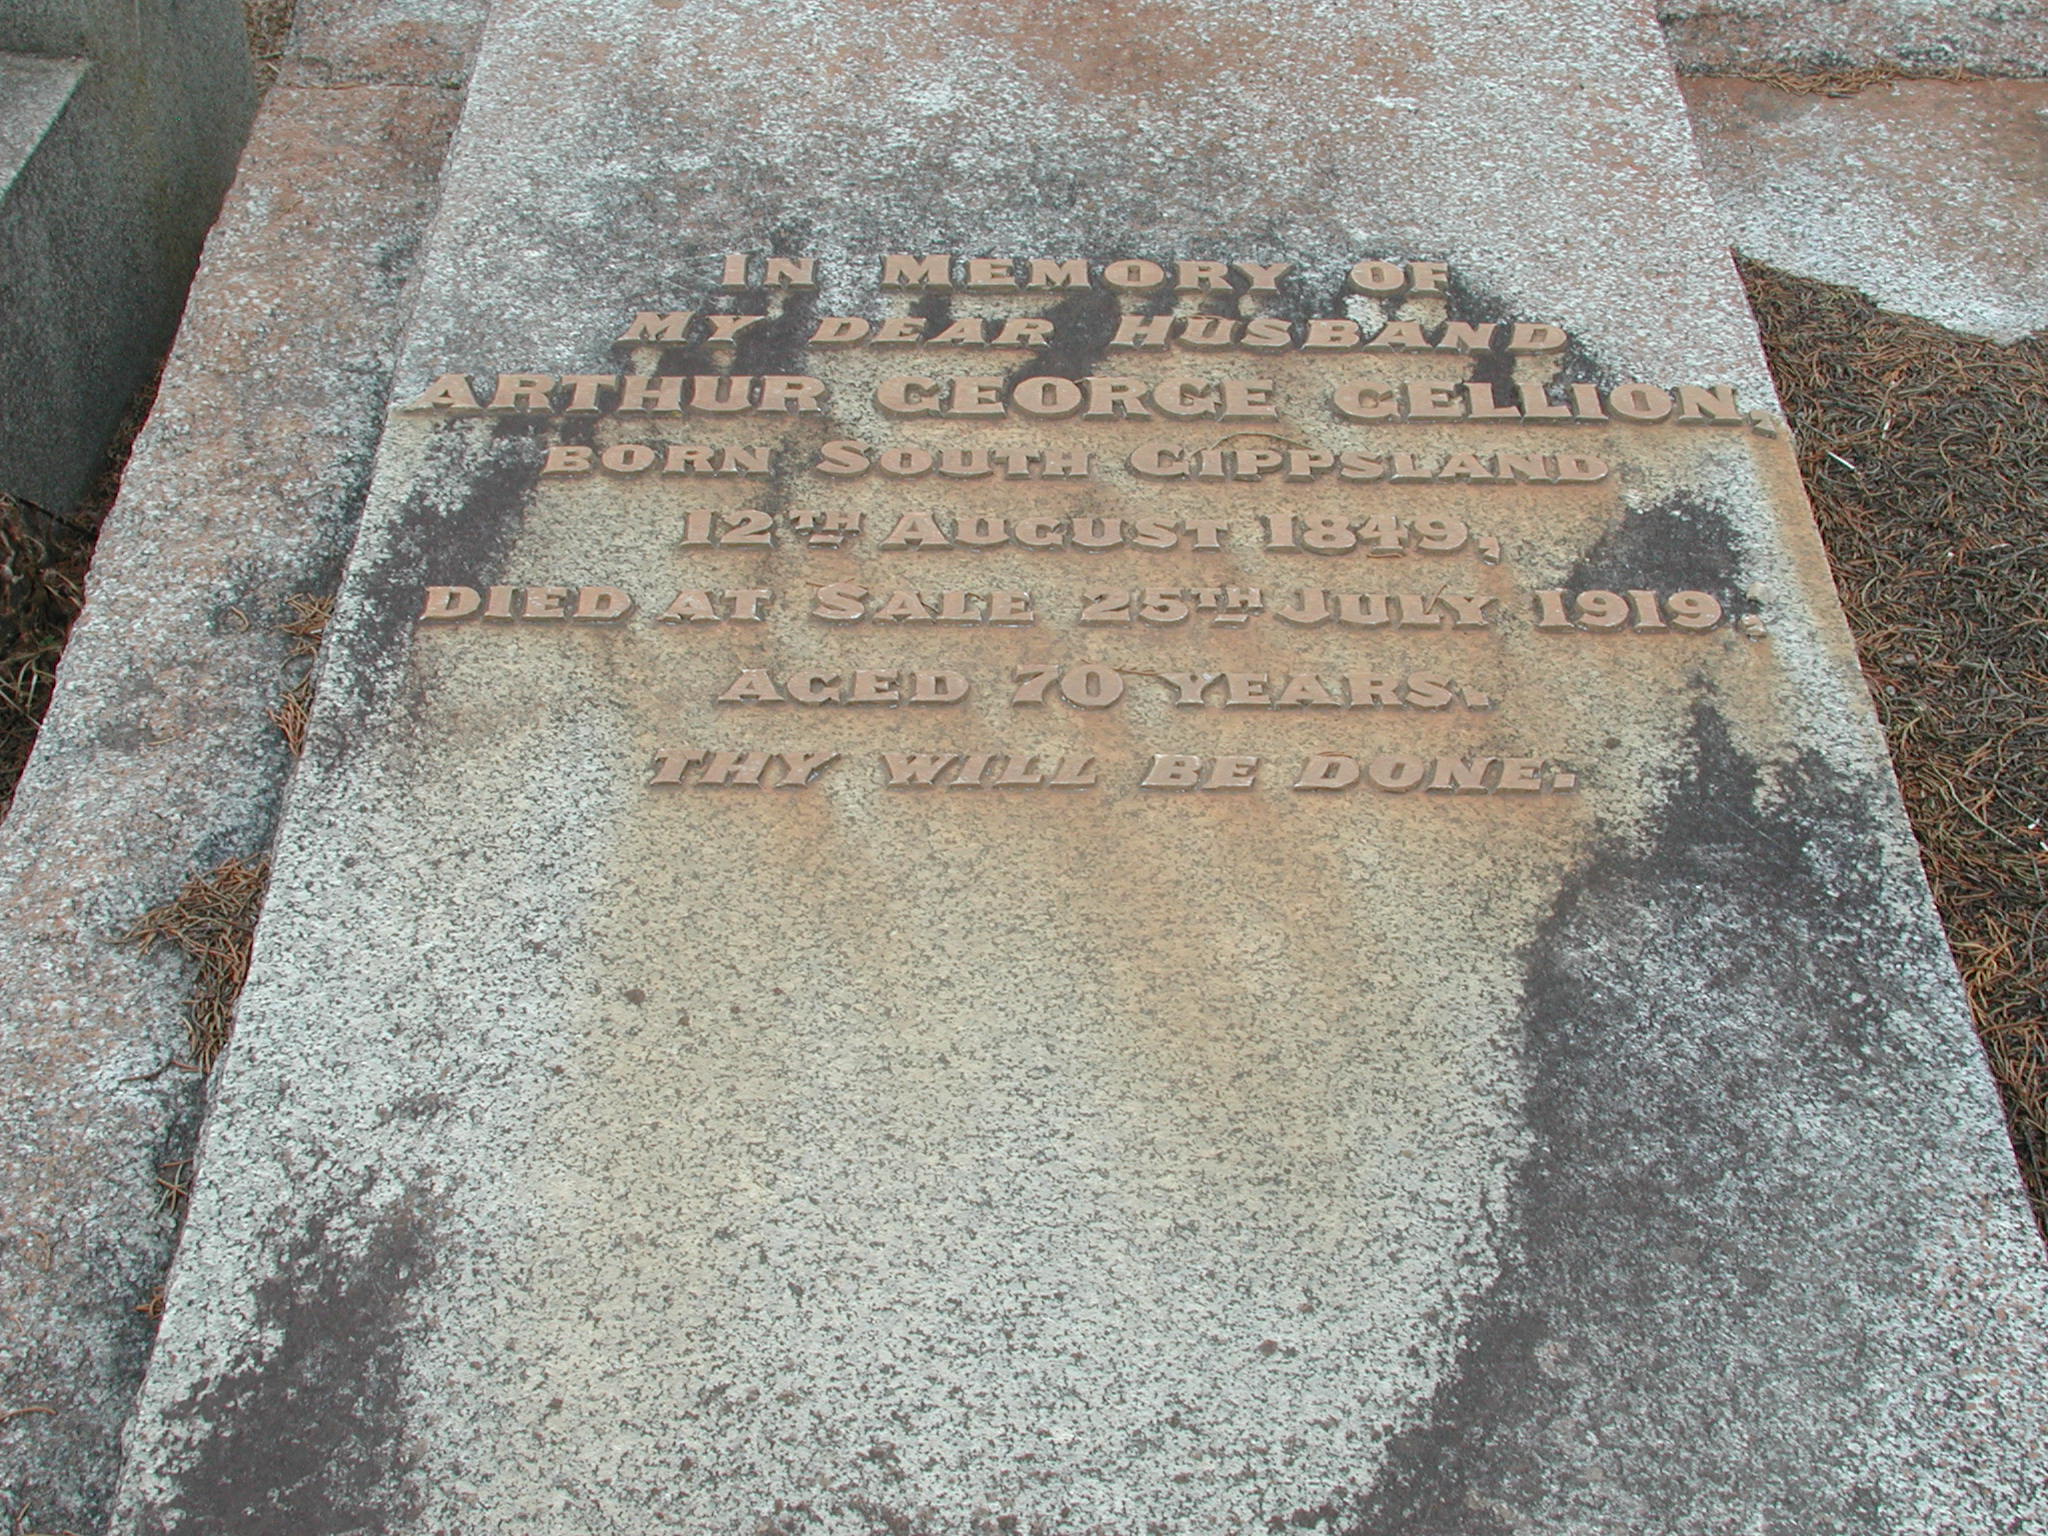 IN MEMORY OF
MY DEAR HUSBAND
ARTHUR GEORGE GELLION,
BORN SOUTH GIPPSLAND
12TH AUGUST 1849,
DIED AT SALE 25TH JULY 1919.
AGED 70 YEARS.
THY WILL BE DONE.